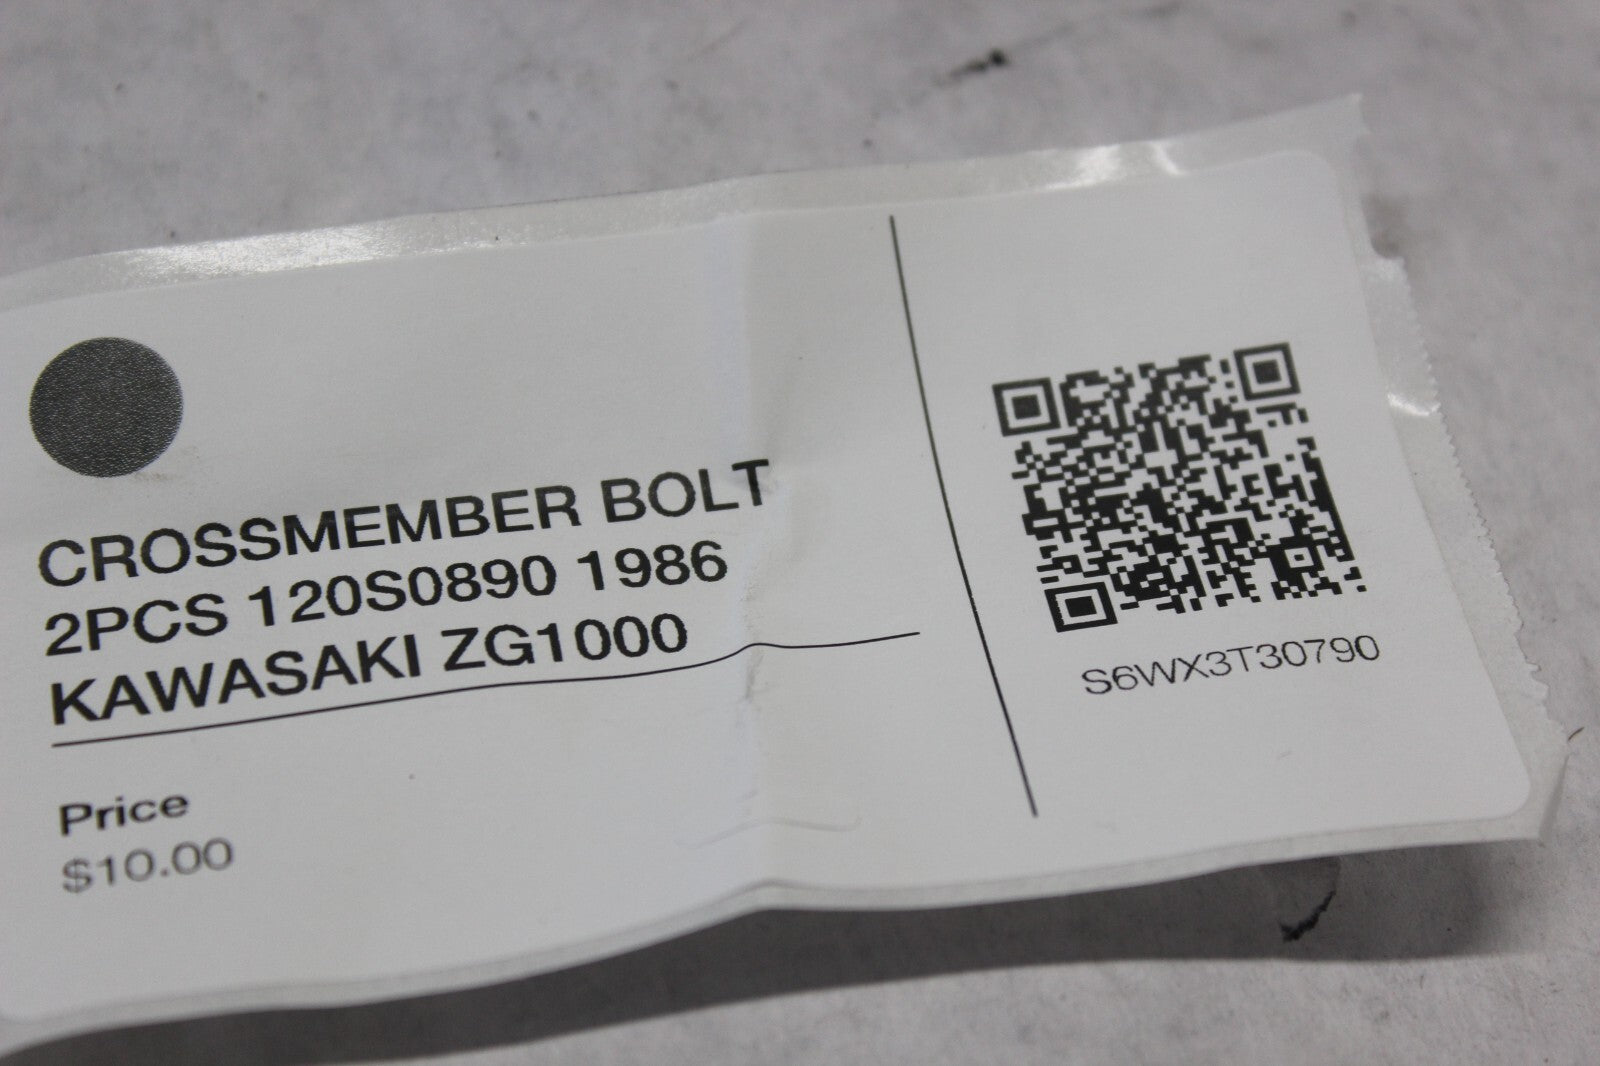 CROSSMEMBER BOLT
2PCS 120S0890 1986
KAWASAKI ZG1000
Price
$10.00
S6WX3T30790